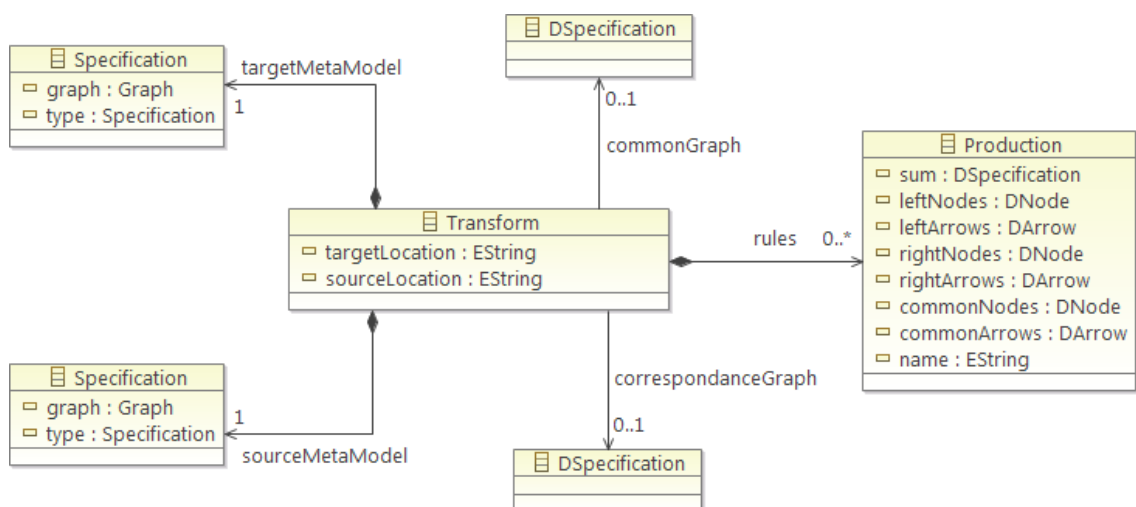 DSpecification
Specification
graph : Graph
type : Specification
targetMetaModel
1
0..1
commonGraph
Production
sum : DSpecification
leftNodes : DNode
leftArrows : DArrow
rightNodes : DNode
rightArrows : DArrow
commonNodes : DNode
commonArrows : DArrow
name : EString
Transform
targetLocation : EString
sourceLocation : EString
rules 0..*
Specification
graph : Graph
type : Specification
1
sourceMetaModel
correspondanceGraph
0..1
DSpecification